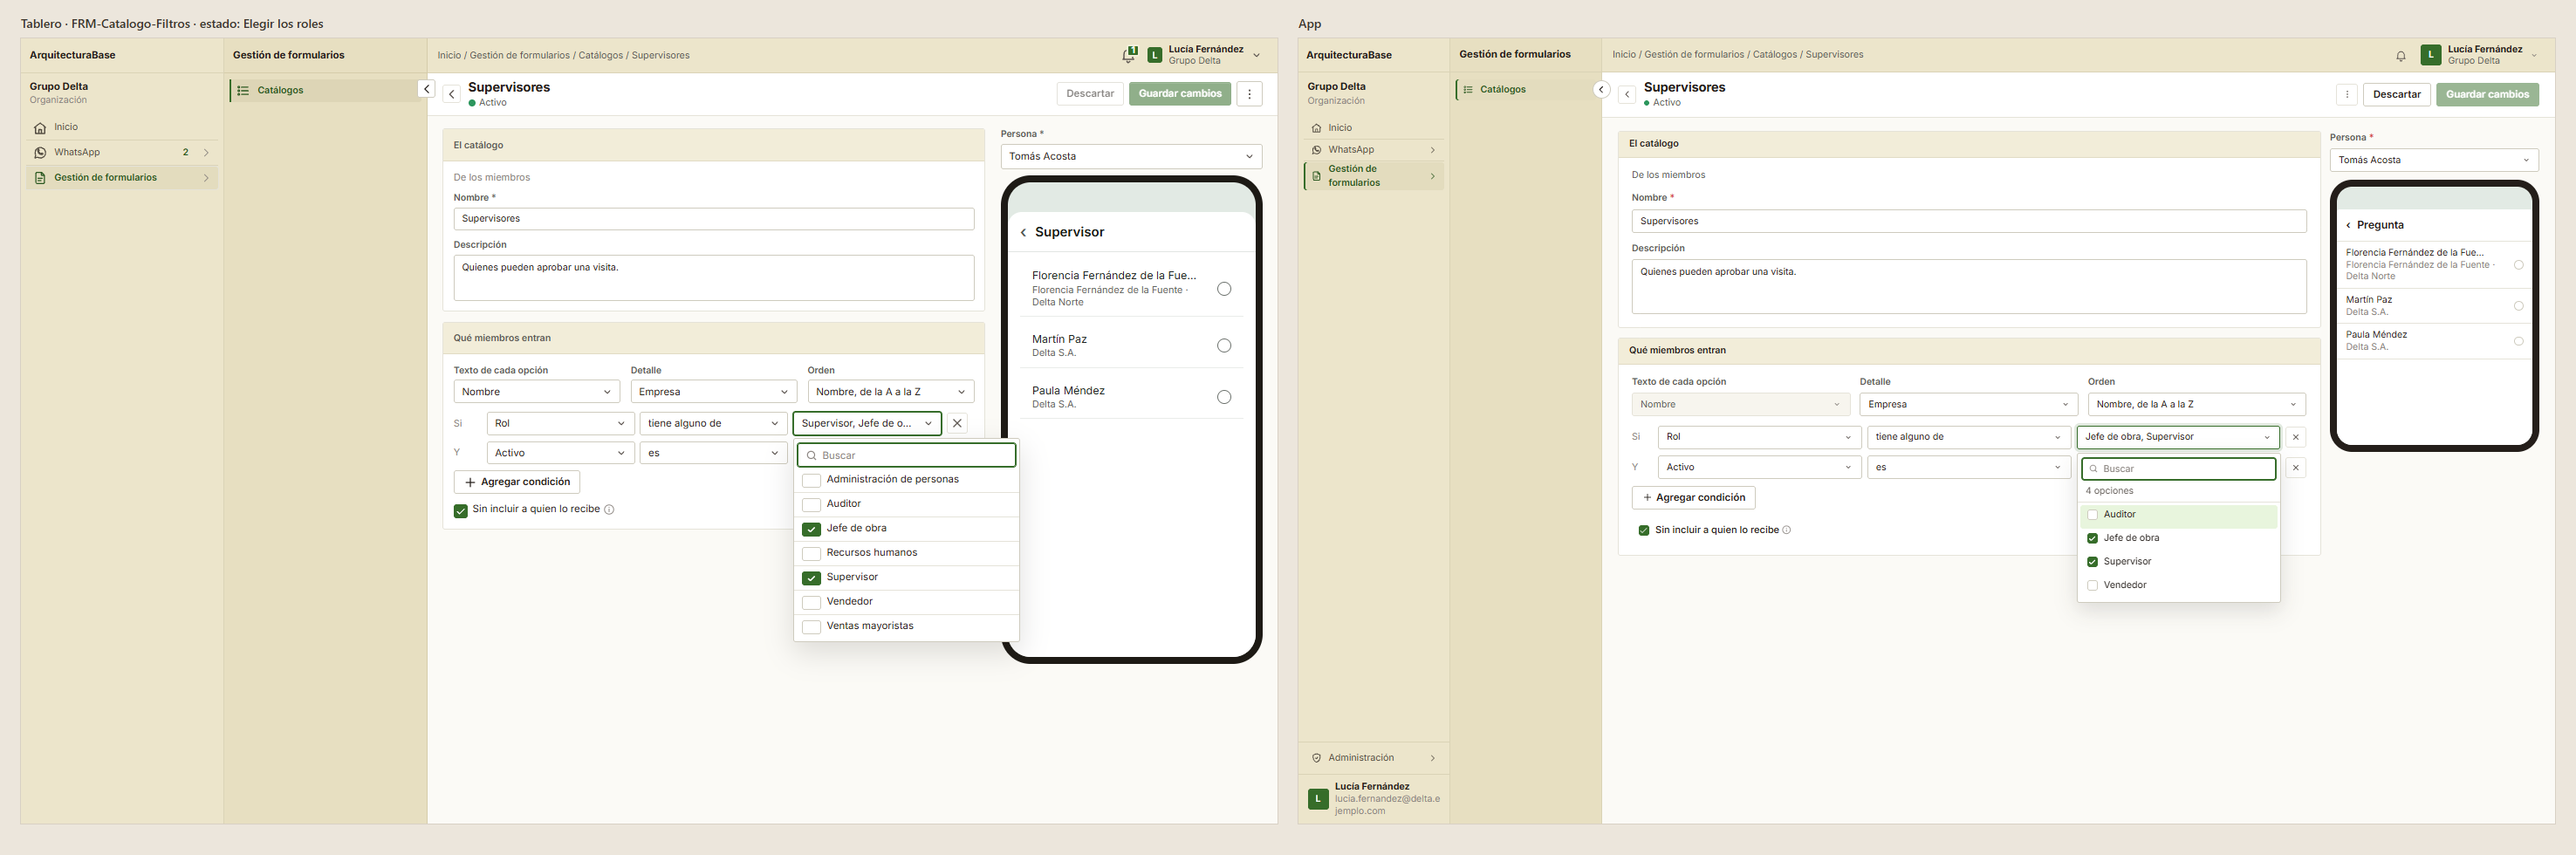 Tablero · FRM-Catalogo-Filtros · estado: Elegir los roles
ArquitecturaBase
Gestión de formularios
Inicio / Gestión de formularios / Catálogos / Supervisores
1
L
Lucía Fernández
Grupo Delta
Grupo Delta
Organización
Inicio
WhatsApp
2
Gestión de formularios
Catálogos
Supervisores
Activo
Descartar
Guardar cambios
El catálogo
De los miembros
Nombre *
Supervisores
Descripción
Quienes pueden aprobar una visita.
Qué miembros entran
Texto de cada opción
Detalle
Orden
Nombre
Empresa
Nombre, de la A a la Z
Si
Rol
tiene alguno de
Supervisor, Jefe de o...
Y
Activo
es
Agregar condición
Sin incluir a quien lo recibe
Buscar
Administración de personas
Auditor
Jefe de obra
Recursos humanos
Supervisor
Vendedor
Ventas mayoristas
Persona *
Tomás Acosta
Supervisor
Florencia Fernández de la Fue...
Florencia Fernández de la Fuente ·
Delta Norte
Martín Paz
Delta S.A.
Paula Méndez
Delta S.A.
App
ArquitecturaBase
Gestión de formularios
Inicio / Gestión de formularios / Catálogos / Supervisores
L
Lucía Fernández
Grupo Delta
Grupo Delta
Organización
Inicio
WhatsApp
Gestión de
formularios
Catálogos
Supervisores
Activo
Descartar
Guardar cambios
El catálogo
De los miembros
Nombre *
Supervisores
Descripción
Quienes pueden aprobar una visita.
Qué miembros entran
Texto de cada opción
Detalle
Orden
Nombre
Empresa
Nombre, de la A a la Z
Si
Rol
tiene alguno de
Jefe de obra, Supervisor
Y
Activo
es
Agregar condición
Sin incluir a quien lo recibe
Buscar
4 opciones
Auditor
Jefe de obra
Supervisor
Vendedor
Persona *
Tomás Acosta
Pregunta
Florencia Fernández de la Fue...
Florencia Fernández de la Fuente ·
Delta Norte
Martín Paz
Delta S.A.
Paula Méndez
Delta S.A.
Administración
L
Lucía Fernández
lucia.fernandez@delta.e
jemplo.com